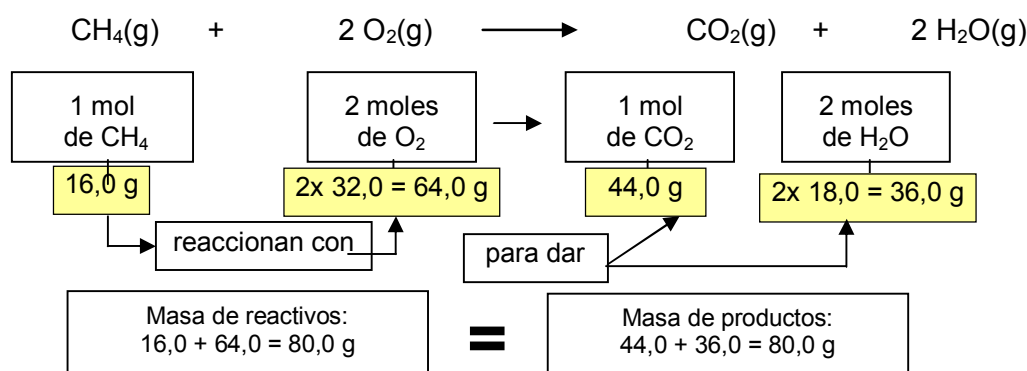 CH₄(g) + 2 O₂(g) ⟶ CO₂(g) + 2 H₂O(g)
1 mol
de CH₄
2 moles
de O₂
1 mol
de CO₂
2 moles
de H₂O
16,0 g
2x 32,0 = 64,0 g
44,0 g
2x 18,0 = 36,0 g
reaccionan con
para dar
Masa de reactivos:
16,0 + 64,0 = 80,0 g
=
Masa de productos:
44,0 + 36,0 = 80,0 g